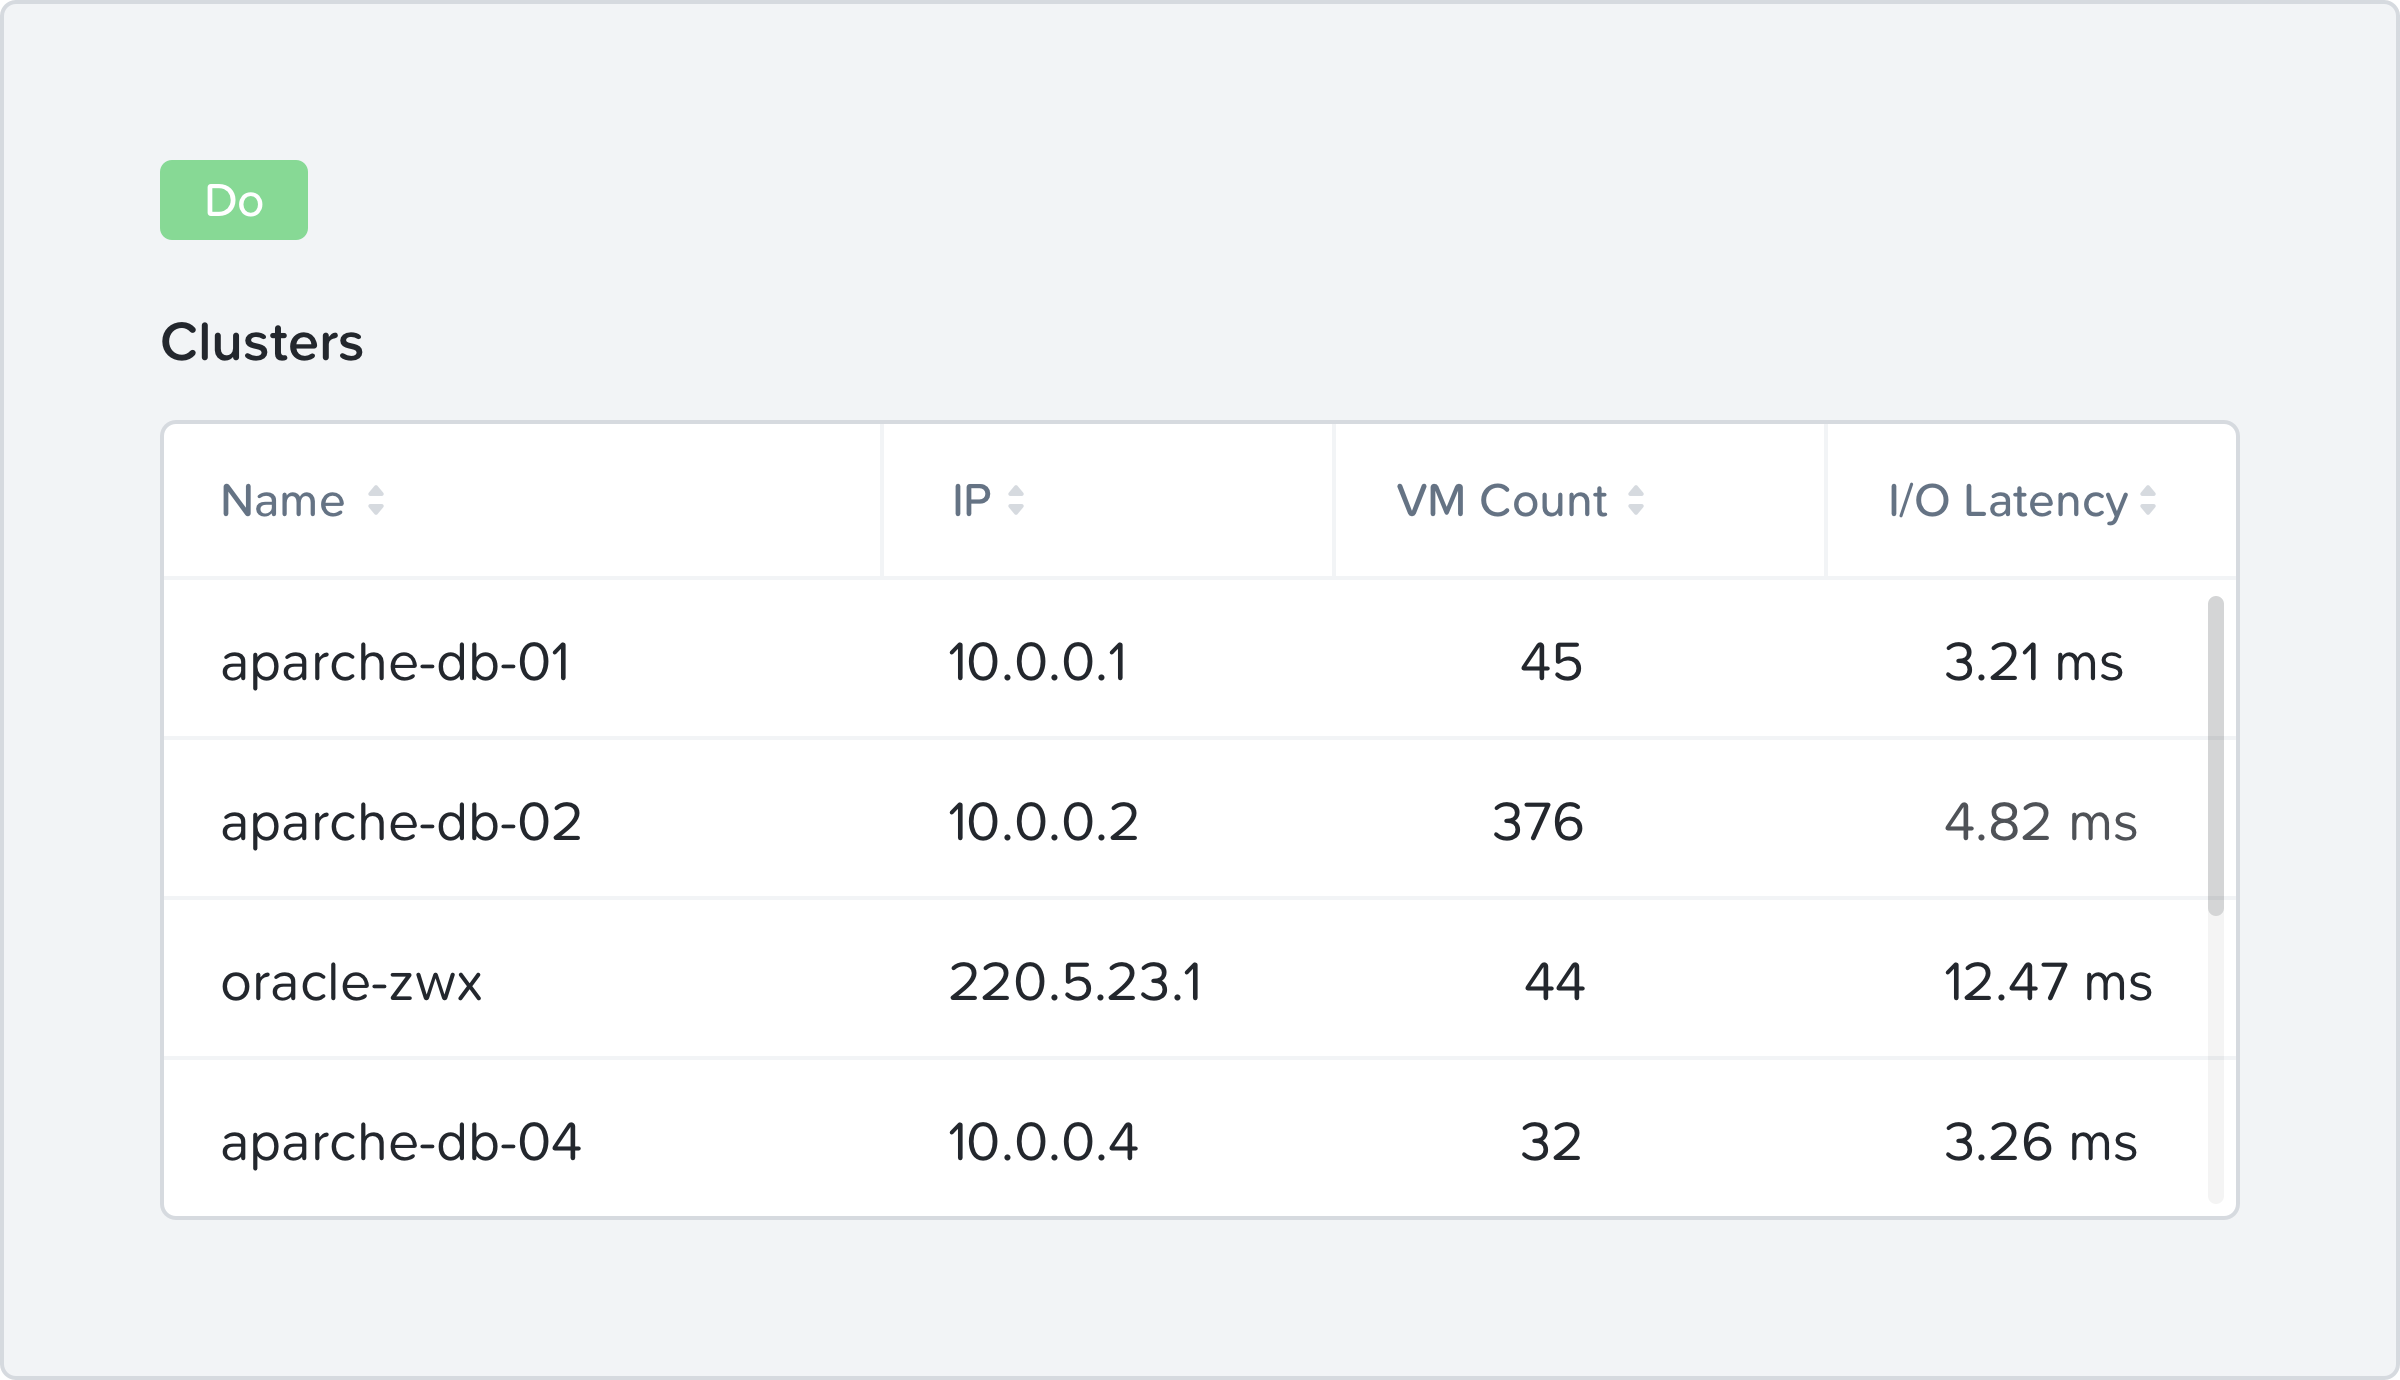 Do
Clusters
Name IP VM Count I/O Latency
aparche-db-01 10.0.0.1 45 3.21 ms
aparche-db-02 10.0.0.2 376 4.82 ms
oracle-zwx 220.5.23.1 44 12.47 ms
aparche-db-04 10.0.0.4 32 3.26 ms